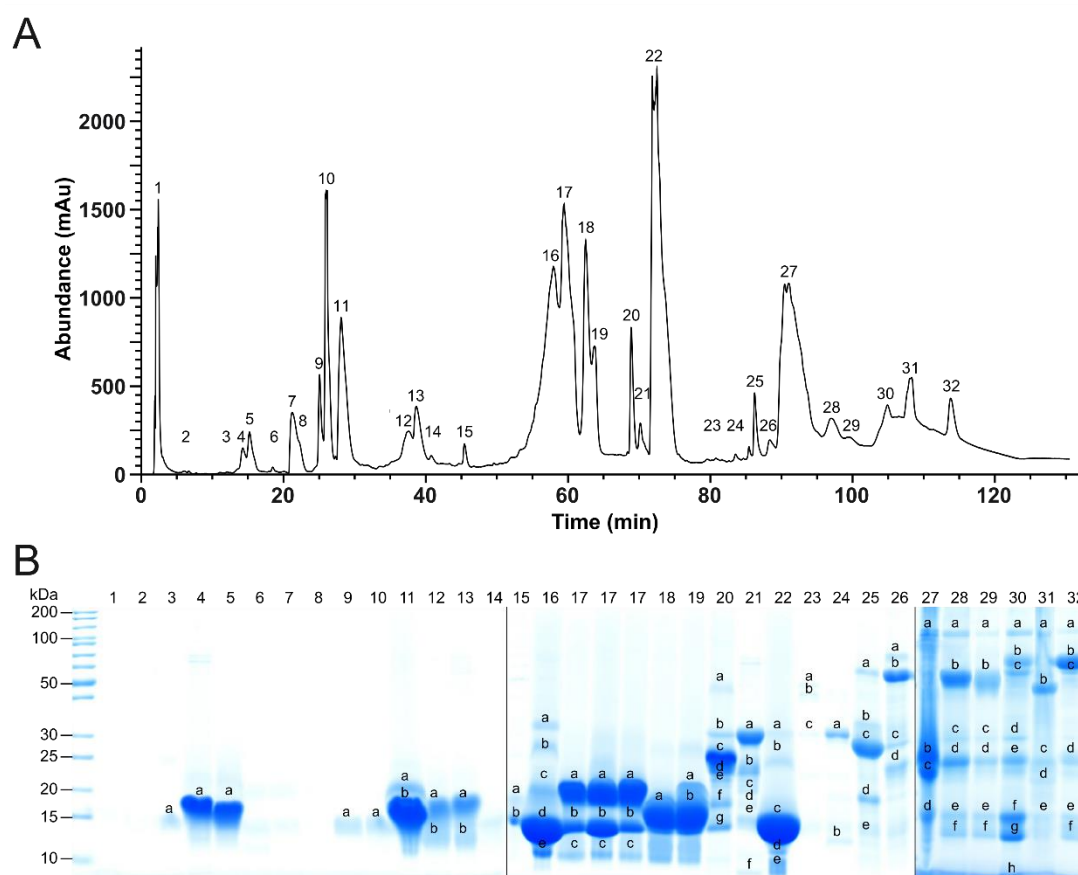 A
Abundance (mAu)
2000
1500
1000
500
0
1 2 3 4 5 6 7 8 9 10 11 12 13 14 15 16 17 18 19 20 21 22 23 24 25 26 27 28 29 30 31 32
0 20 40 60 80 100 120
Time (min)
B
kDa 1 2 3 4 5 6 7 8 9 10 11 12 13 14 15 16 17 17 17 18 19 20 21 22 23 24 25 26 27 28 29 30 31 32
200
100
50
30
25
20
15
10
a a a a a a b a b a b
a b a b c d e a b c a b c a b c a a b a b c d e f g a b c d e f a b c d e a b c a b a b c d e a b c d
a b c d a b c d e f a b c d e f a b c d e f g h a b c d e a b c d e f